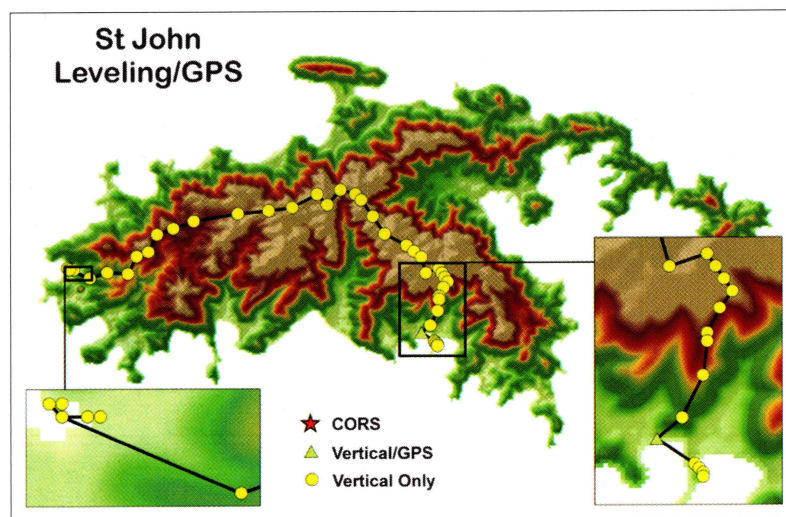 St John
Leveling/GPS
CORS
Vertical/GPS
Vertical Only